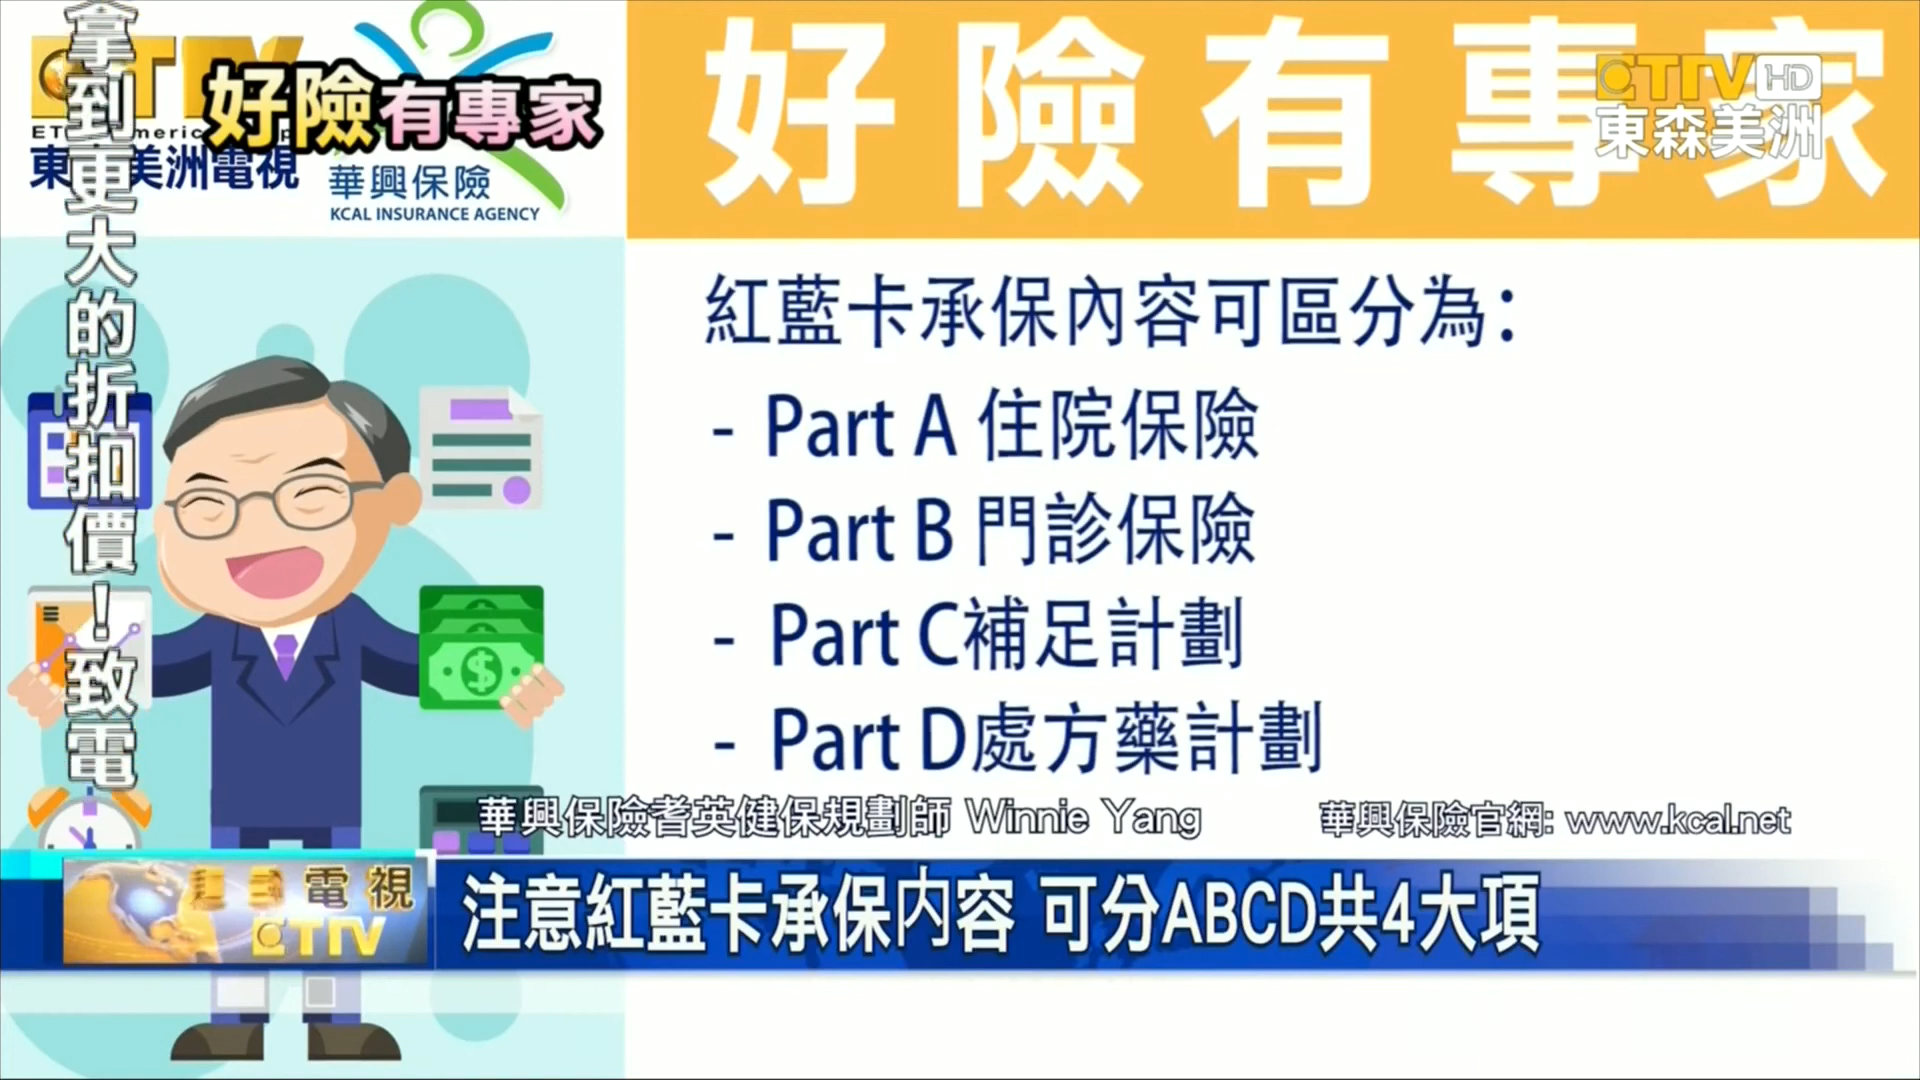 拿到更大的折扣價！致電
好險有專家
美洲電視
華興保險
KCAL INSURANCE AGENCY
好險有專家
ETTV HD
東森美洲
紅藍卡承保內容可區分為：
- Part A 住院保險
- Part B 門診保險
- Part C補足計劃
- Part D處方藥計劃
華興保險耆英健保規劃師 Winnie Yang
華興保險官網: www.kcal.net
電視
ETTV
注意紅藍卡承保內容 可分ABCD共4大項